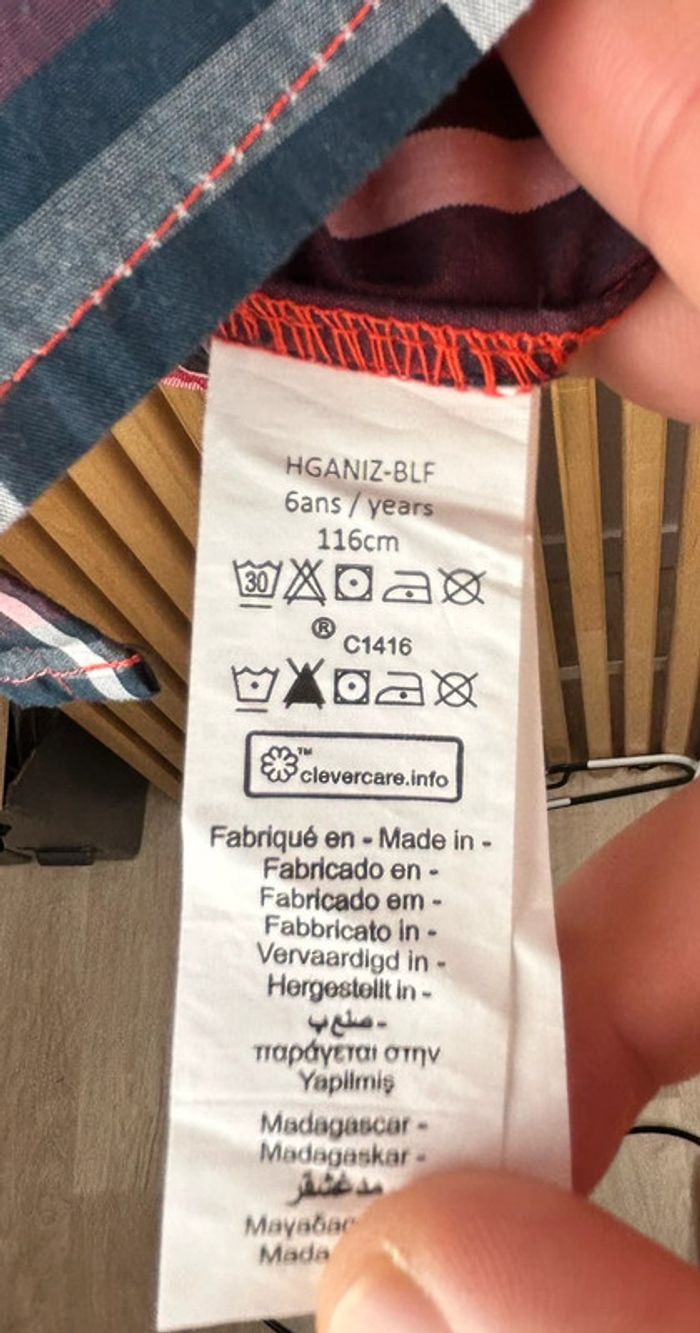 HGANIZ-BLF
6ans / years
116cm
30
® C1416
™ clevercare.info
Fabriqué en - Made in -
Fabricado en -
Fabricado em -
Fabbricato in -
Vervaardigd in -
Hergestellt in -
صنع ب -
παράγεται στην
Yapilmiş
Madagascar -
Madagaskar -
مدغشقر